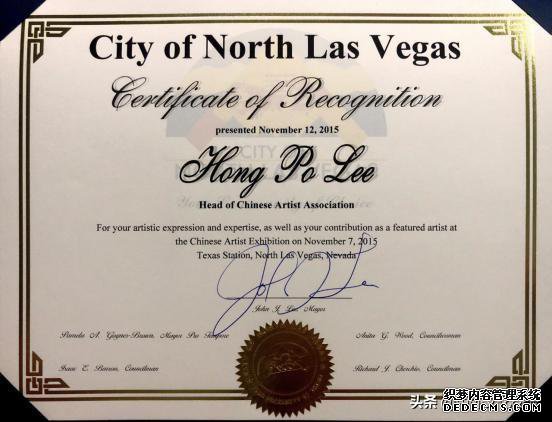 City of North Las Vegas
Certificate of Recognition
presented November 12, 2015
Hong Po Lee
Head of Chinese Artist Association
For your artistic expression and expertise, as well as your contribution as a featured artist at
the Chinese Artist Exhibition on November 7, 2015
Texas Station, North Las Vegas, Nevada
John J. Lee, Mayor
Pamela A. Goynes-Brown, Mayor Pro Tempore
Anita G. Wood, Councilwoman
Isaac E. Barron, Councilman
Richard J. Cherchio, Councilman
头条
织梦内容管理系统
DEDECMS.COM